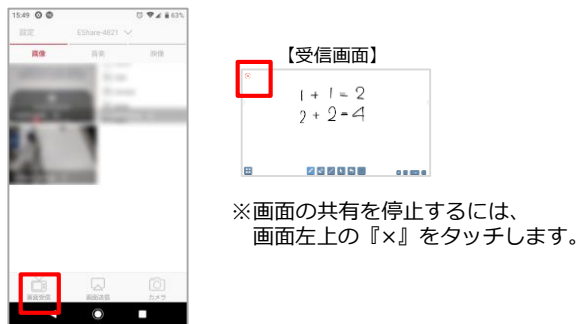 15:49
63%
設定
EShare-4821
画像
音楽
映像
画面受信
画面送信
カメラ
【受信画面】
1 + 1 = 2
2 + 2 = 4
※画面の共有を停止するには、
画面左上の『×』をタッチします。